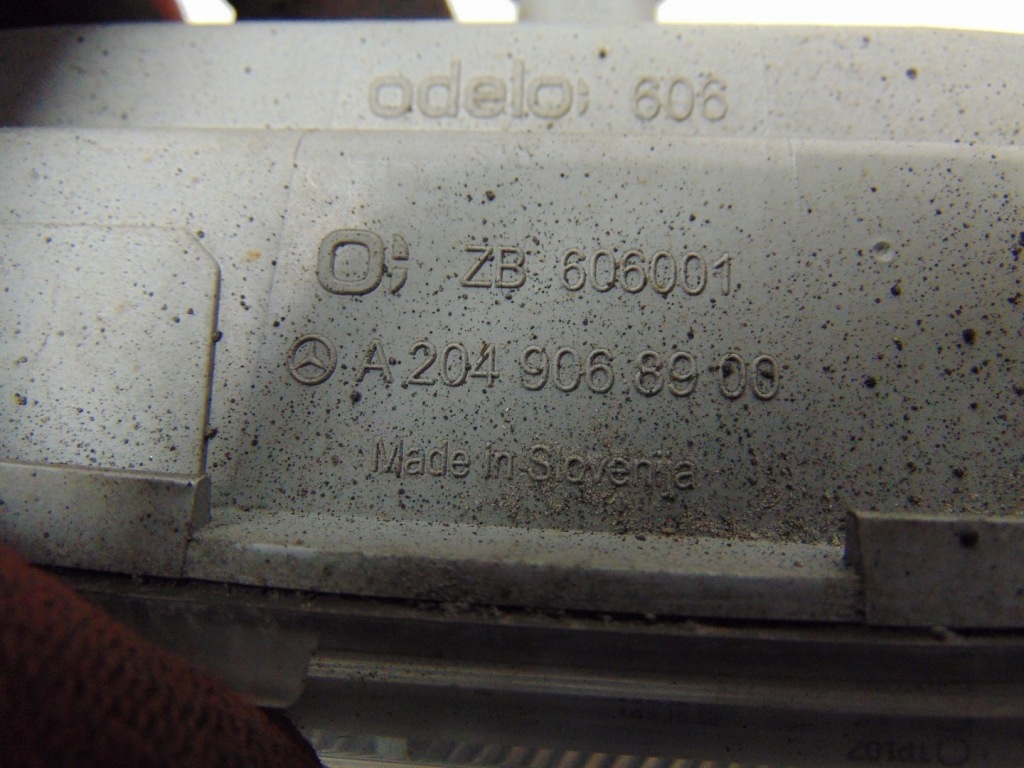 odelo; 606
O; ZB 606001
A 204 906 89 00
Made in Slovenija